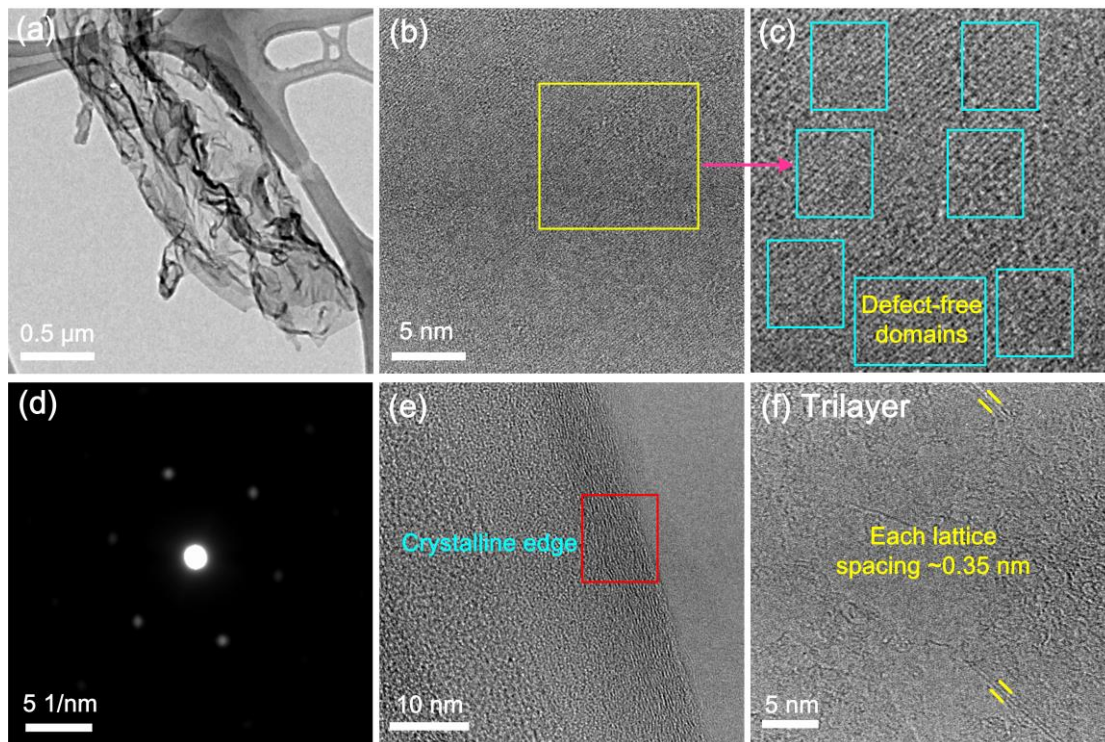 (a)
0.5 μm
(b)
5 nm
(c)
Defect-free
domains
(d)
5 1/nm
(e)
Crystalline edge
10 nm
(f) Trilayer
Each lattice
spacing ~0.35 nm
5 nm